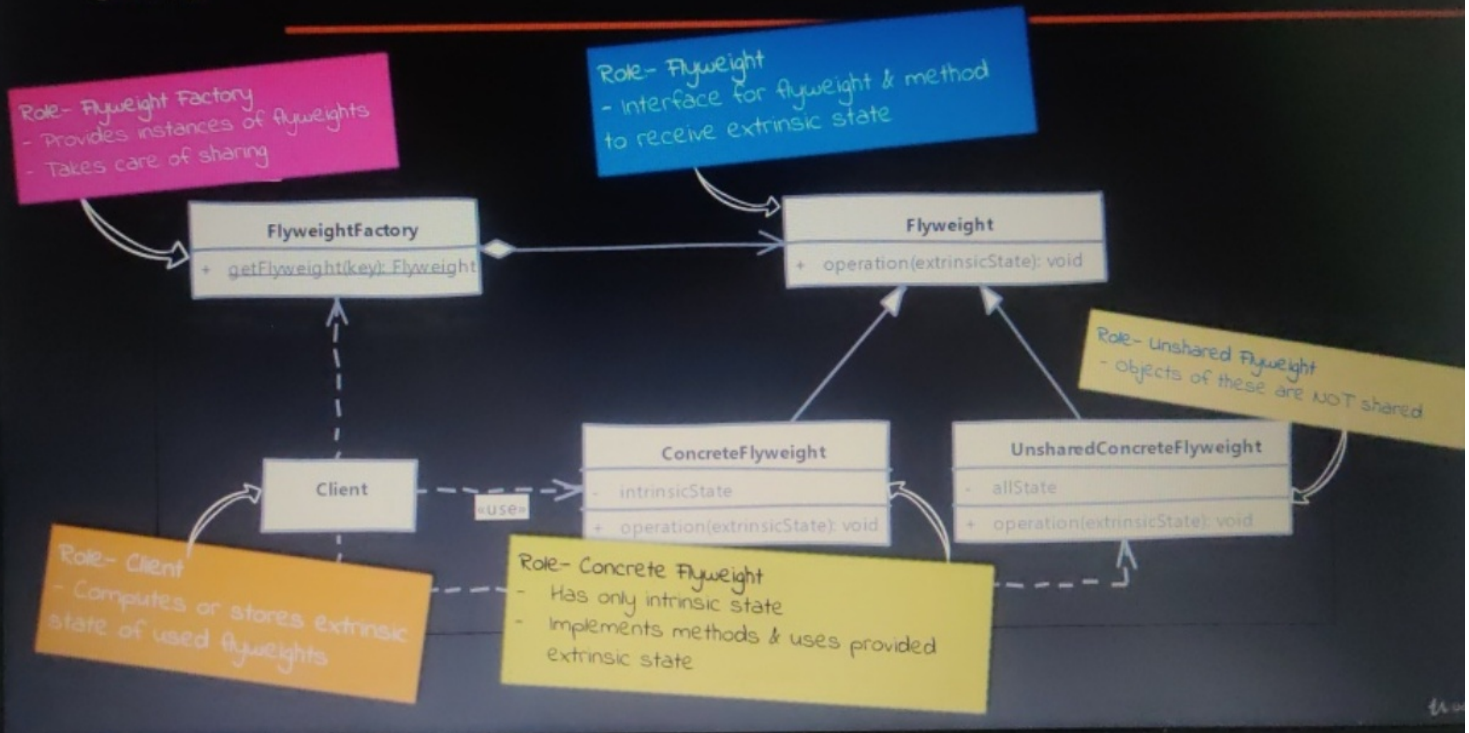 Role- Flyweight Factory
- Provides instances of flyweights
- Takes care of sharing
Role- Flyweight
- Interface for flyweight & method
to receive extrinsic state
FlyweightFactory
+ getFlyweight(key): Flyweight
Flyweight
+ operation(extrinsicState): void
Role- Unshared Flyweight
- Objects of these are NOT shared
Client
«use»
ConcreteFlyweight
- intrinsicState
+ operation(extrinsicState): void
UnsharedConcreteFlyweight
- allState
+ operation(extrinsicState): void
Role- Client
- Computes or stores extrinsic
state of used flyweights
Role- Concrete Flyweight
- Has only intrinsic state
- Implements methods & uses provided
extrinsic state